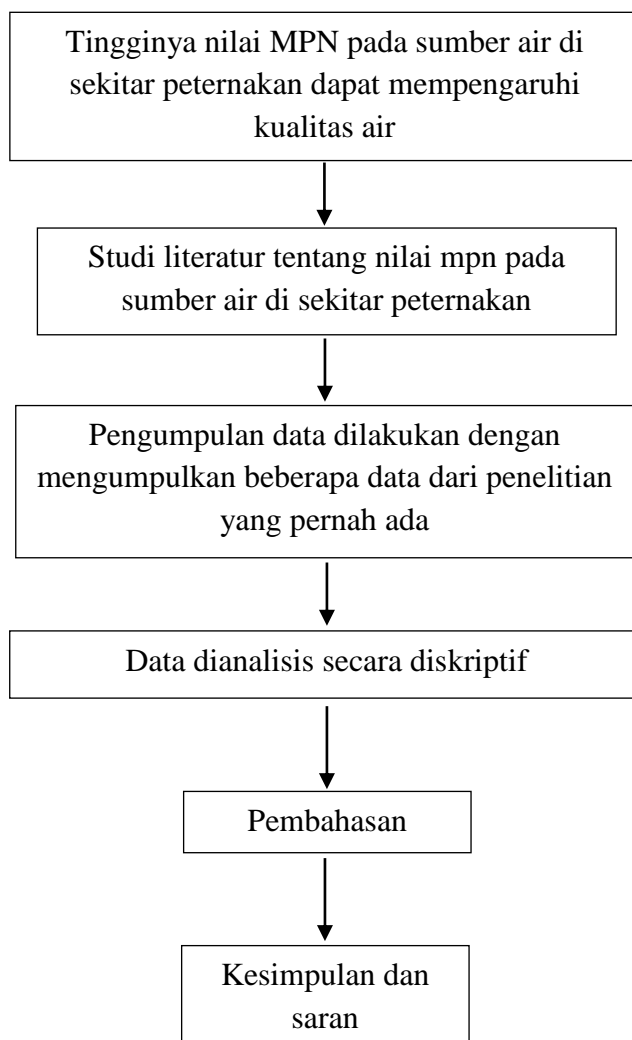 Tingginya nilai MPN pada sumber air di
sekitar peternakan dapat mempengaruhi
kualitas air
Studi literatur tentang nilai mpn pada
sumber air di sekitar peternakan
Pengumpulan data dilakukan dengan
mengumpulkan beberapa data dari penelitian
yang pernah ada
Data dianalisis secara diskriptif
Pembahasan
Kesimpulan dan
saran